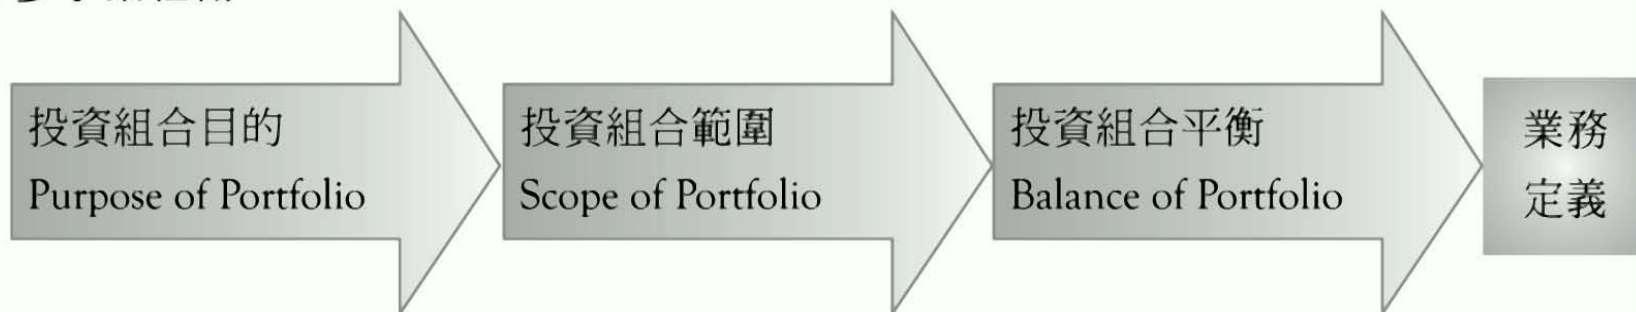 投資組合目的
Purpose of Portfolio
投資組合範圍
Scope of Portfolio
投資組合平衡
Balance of Portfolio
業務
定義